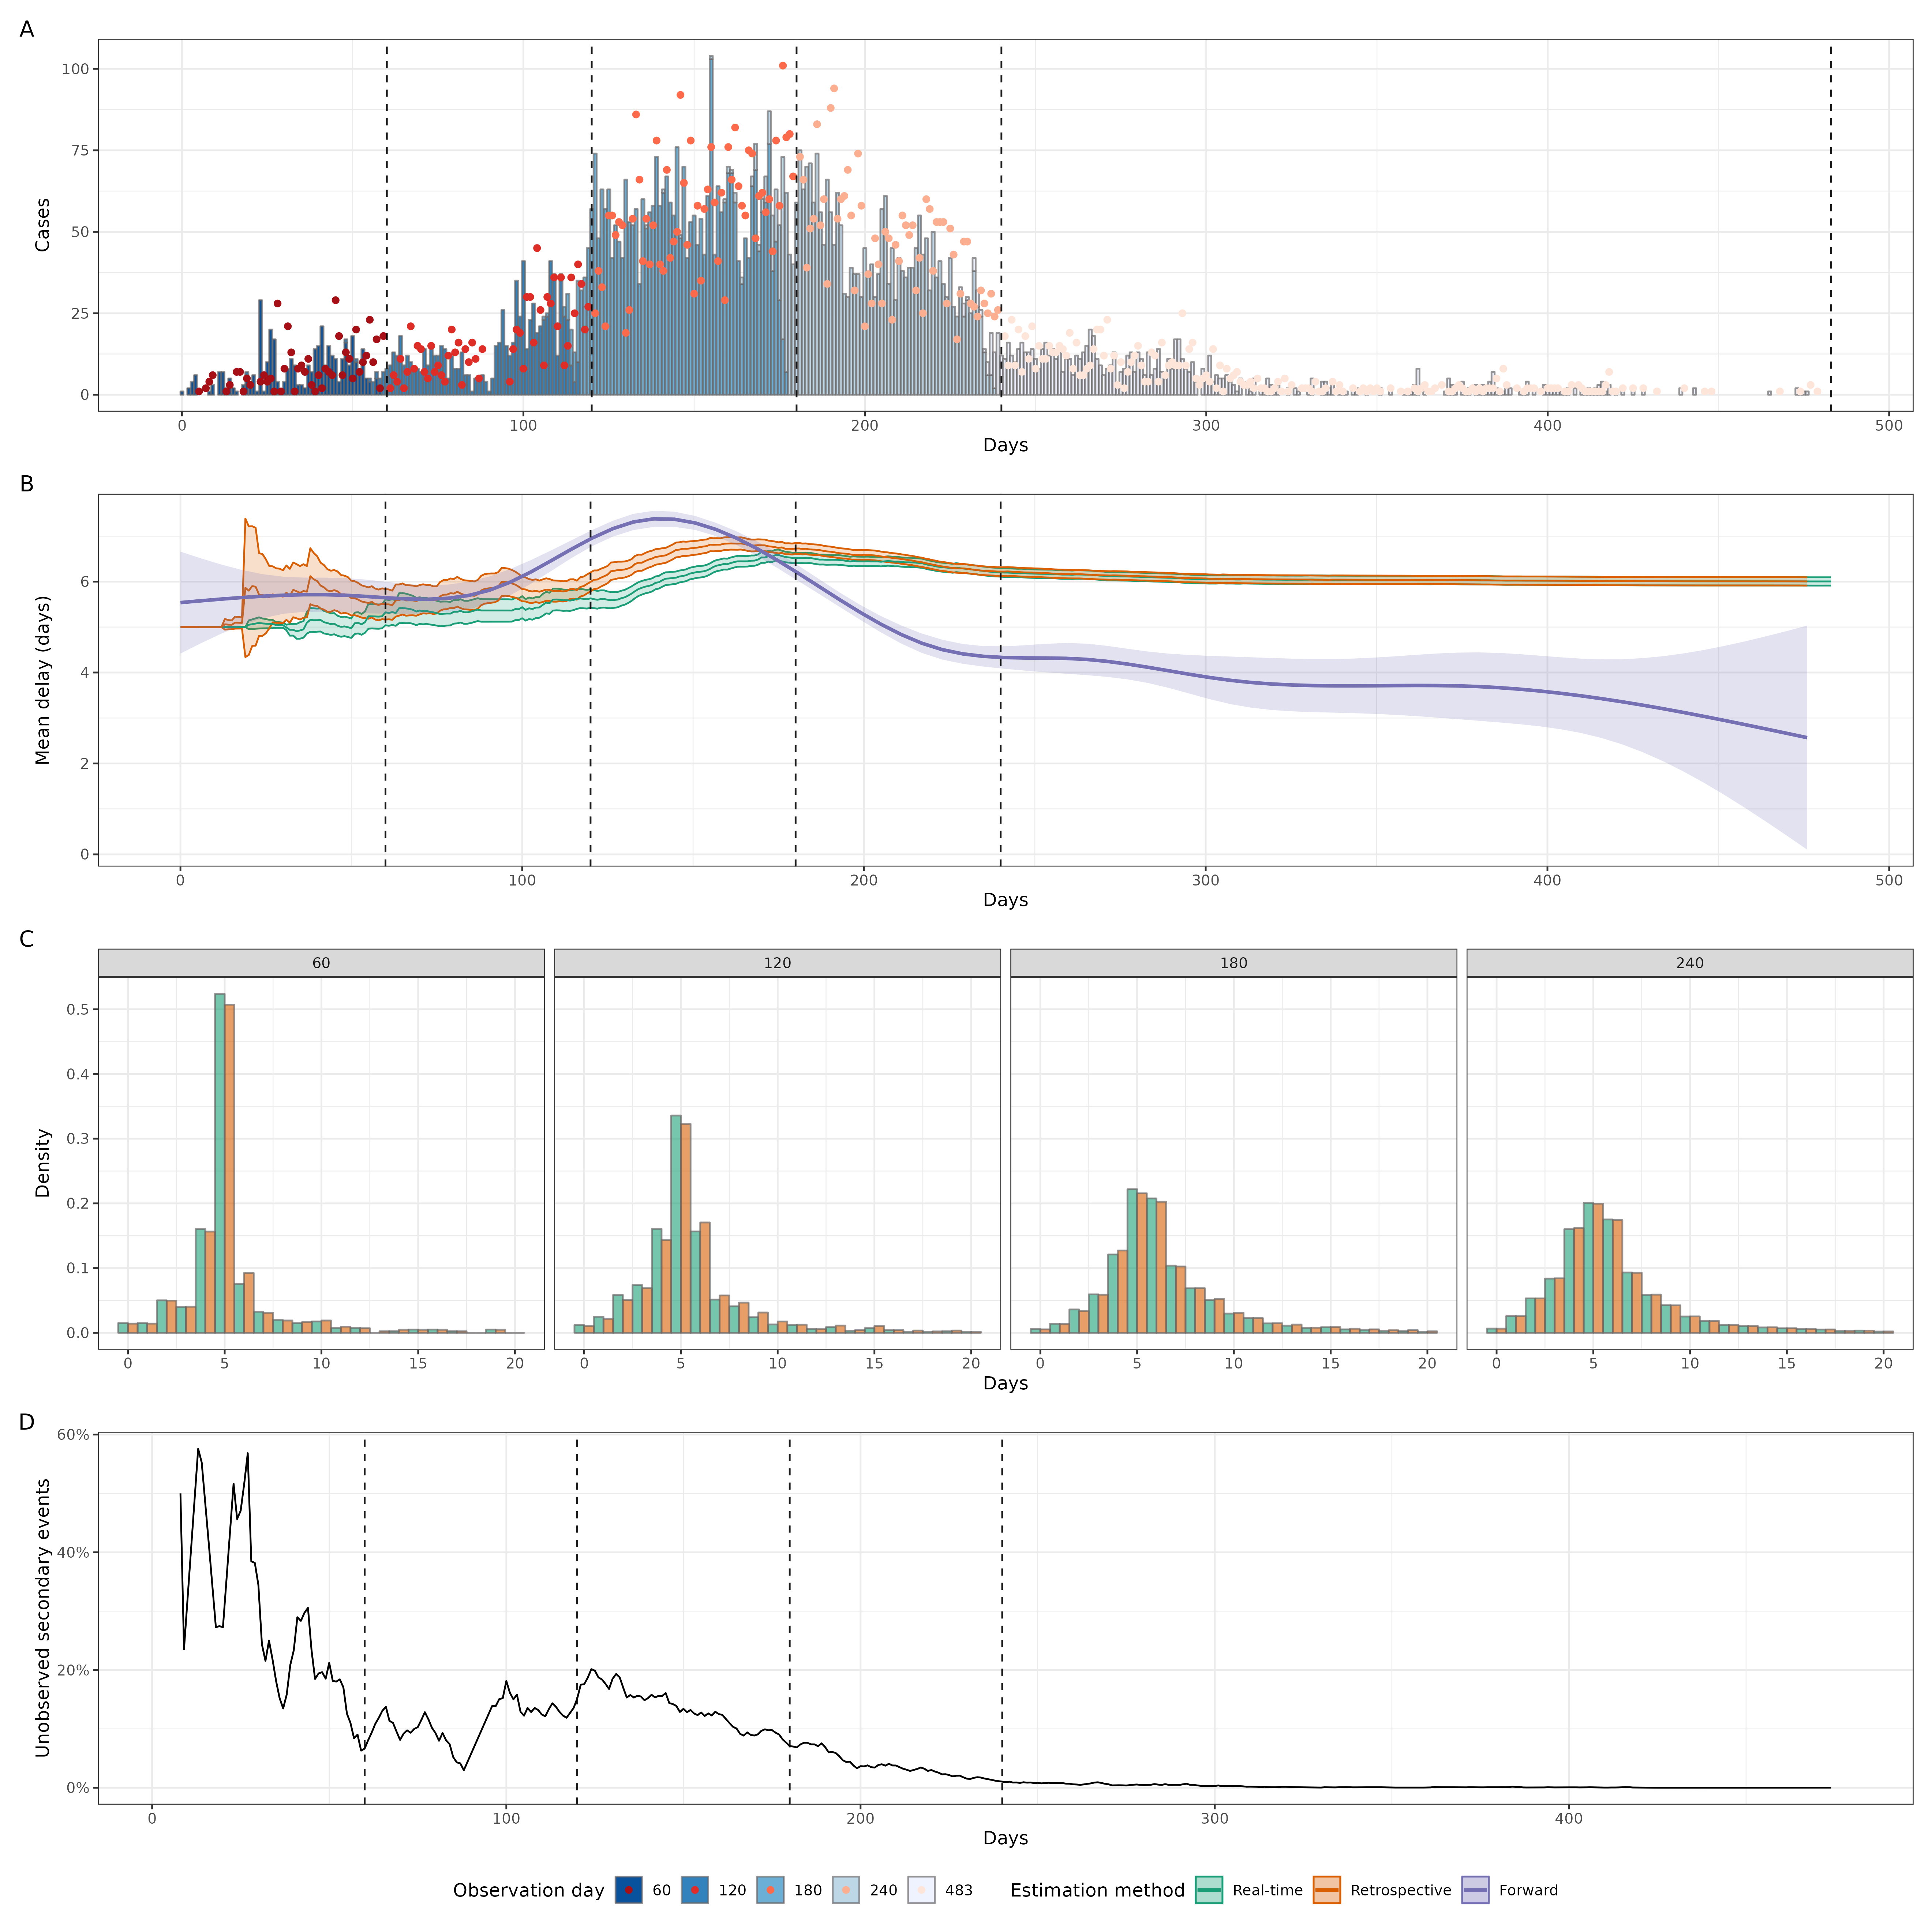 A
100
75
50
25
0
Cases
0 100 200 300 400 500
Days
B
6
4
2
0
Mean delay (days)
0 100 200 300 400 500
Days
C
60 120 180 240
0.5
0.4
0.3
0.2
0.1
0.0
Density
0 5 10 15 20 0 5 10 15 20 0 5 10 15 20 0 5 10 15 20
Days
D
60%
40%
20%
0%
Unobserved secondary events
0 100 200 300 400
Days
Observation day 60 120 180 240 483 Estimation method Real-time Retrospective Forward